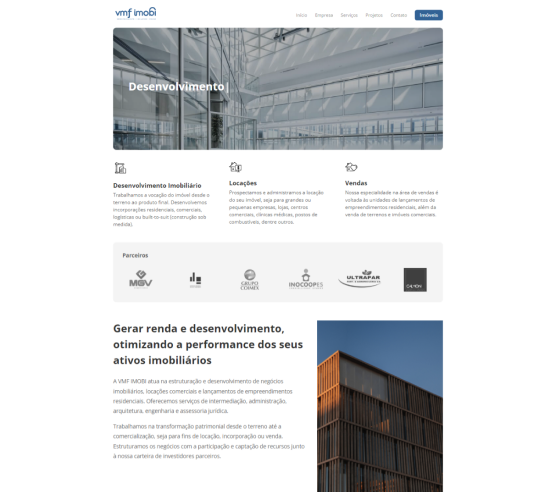 vmf imobi
Início Empresa Serviços Projetos Contato Imóveis
Desenvolvimento|
Desenvolvimento Imobiliário
Trabalhamos a vocação do imóvel desde o
terreno ao produto final. Desenvolvemos
incorporações residenciais, comerciais,
logísticas ou built-to-suit (construção sob
medida).
Locações
Prospectamos e administramos a locação
do seu imóvel, seja para grandes ou
pequenas empresas, lojas, centros
comerciais, clínicas médicas, postos de
combustíveis, dentre outros.
Vendas
Nossa especialidade na área de vendas é
voltada às unidades de lançamentos de
empreendimentos residenciais, além da
venda de terrenos e imóveis comerciais.
Parceiros
MGV
GRUPO
COIMEX
INOCOOPES
ULTRAPAR
Gerar renda e desenvolvimento,
otimizando a performance dos seus
ativos imobiliários
A VMF IMOBI atua na estruturação e desenvolvimento de negócios
imobiliários, locações comerciais e lançamentos de empreendimentos
residenciais. Oferecemos serviços de intermediação, administração,
arquitetura, engenharia e assessoria jurídica.
Trabalhamos na transformação patrimonial desde o terreno até a
comercialização, seja para fins de locação, incorporação ou venda.
Estruturamos os negócios com a participação e captação de recursos junto
à nossa carteira de investidores parceiros.